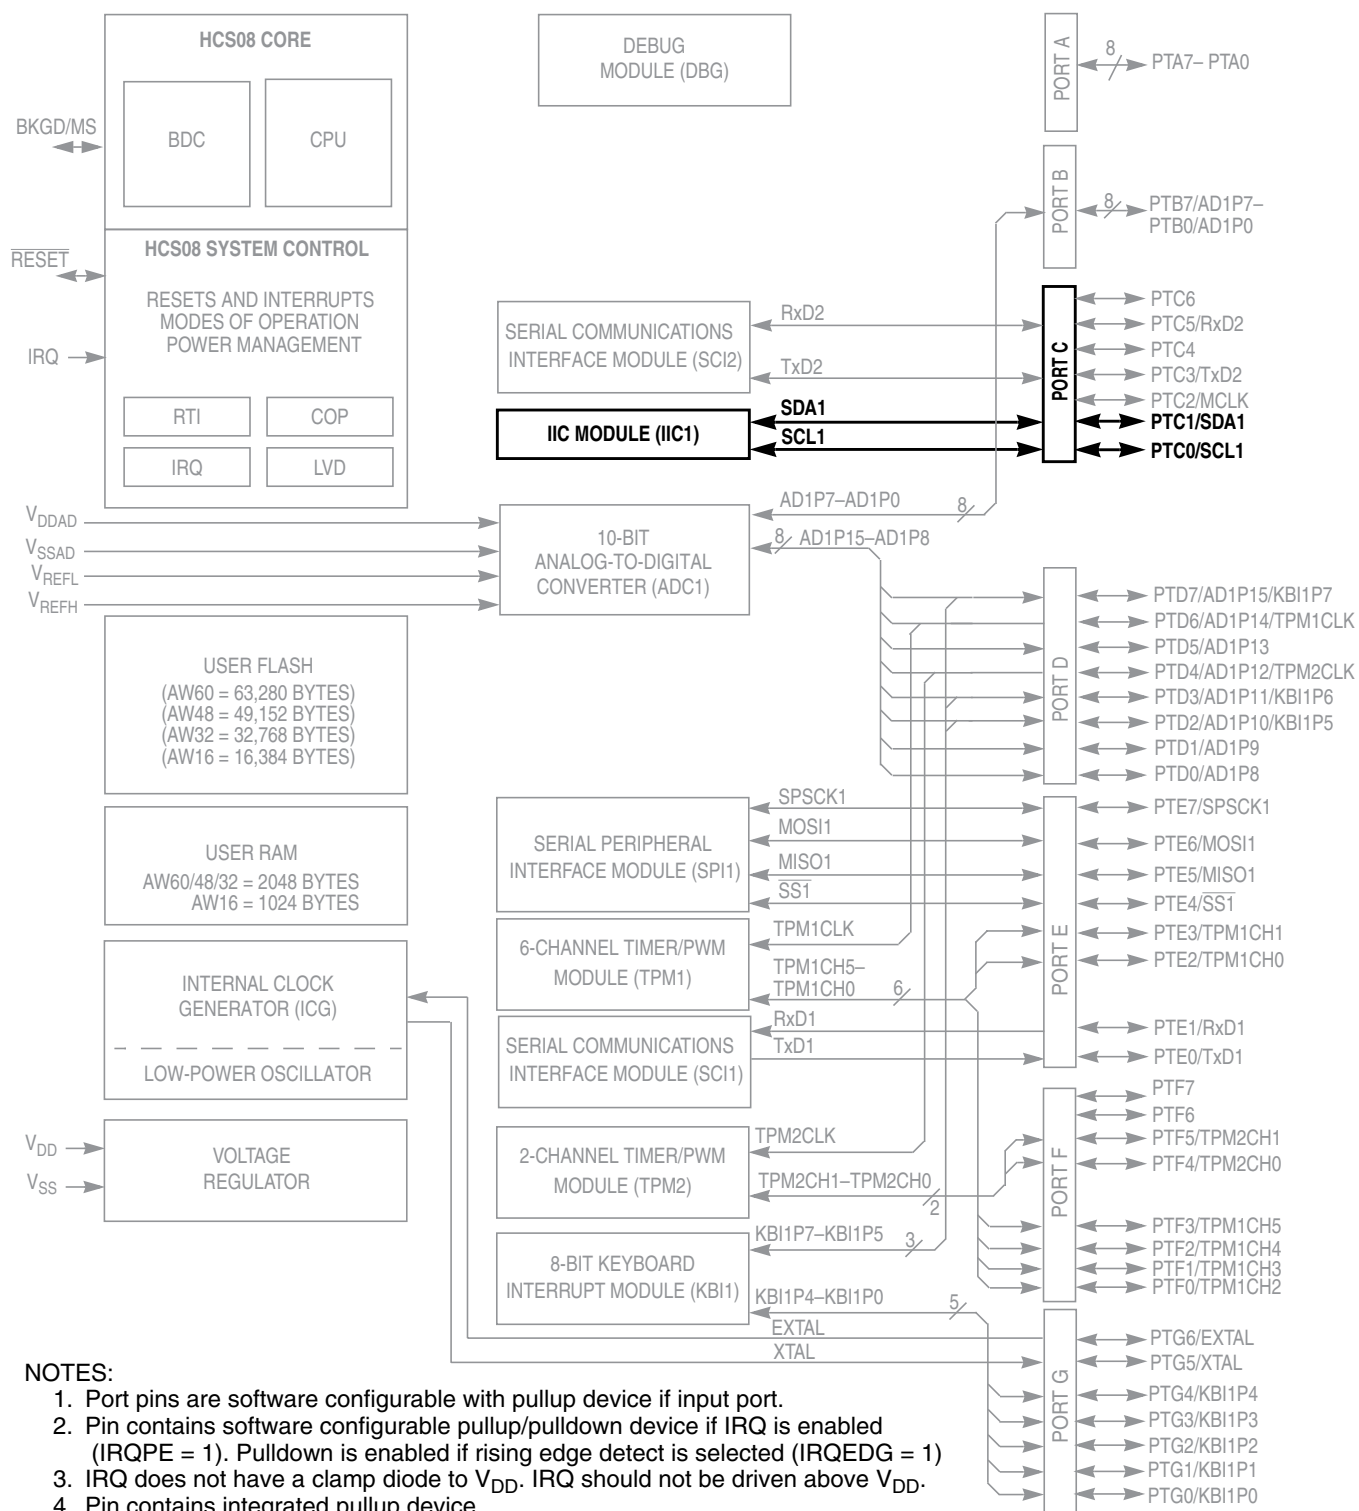 HCS08 CORE
BDC
CPU
BKGD/MS
HCS08 SYSTEM CONTROL
RESET
RESETS AND INTERRUPTS
MODES OF OPERATION
POWER MANAGEMENT
IRQ
RTI
COP
IRQ
LVD
VDDAD
VSSAD
VREFL
VREFH
USER FLASH
(AW60 = 63,280 BYTES)
(AW48 = 49,152 BYTES)
(AW32 = 32,768 BYTES)
(AW16 = 16,384 BYTES)
USER RAM
AW60/48/32 = 2048 BYTES
AW16 = 1024 BYTES
INTERNAL CLOCK
GENERATOR (ICG)
LOW-POWER OSCILLATOR
VDD
VSS
VOLTAGE
REGULATOR
DEBUG
MODULE (DBG)
SERIAL COMMUNICATIONS
INTERFACE MODULE (SCI2)
RxD2
TxD2
IIC MODULE (IIC1)
SDA1
SCL1
10-BIT
ANALOG-TO-DIGITAL
CONVERTER (ADC1)
AD1P7–AD1P0
8
8
AD1P15–AD1P8
SERIAL PERIPHERAL
INTERFACE MODULE (SPI1)
SPSCK1
MOSI1
MISO1
SS1
6-CHANNEL TIMER/PWM
MODULE (TPM1)
TPM1CLK
TPM1CH5–
TPM1CH0
6
SERIAL COMMUNICATIONS
INTERFACE MODULE (SCI1)
RxD1
TxD1
2-CHANNEL TIMER/PWM
MODULE (TPM2)
TPM2CLK
TPM2CH1–TPM2CH0
2
8-BIT KEYBOARD
INTERRUPT MODULE (KBI1)
KBI1P7–KBI1P5
3
KBI1P4–KBI1P0
5
EXTAL
XTAL
PORT A
8
PTA7– PTA0
PORT B
8
PTB7/AD1P7–
PTB0/AD1P0
PORT C
PTC6
PTC5/RxD2
PTC4
PTC3/TxD2
PTC2/MCLK
PTC1/SDA1
PTC0/SCL1
PORT D
PTD7/AD1P15/KBI1P7
PTD6/AD1P14/TPM1CLK
PTD5/AD1P13
PTD4/AD1P12/TPM2CLK
PTD3/AD1P11/KBI1P6
PTD2/AD1P10/KBI1P5
PTD1/AD1P9
PTD0/AD1P8
PORT E
PTE7/SPSCK1
PTE6/MOSI1
PTE5/MISO1
PTE4/SS1
PTE3/TPM1CH1
PTE2/TPM1CH0
PTE1/RxD1
PTE0/TxD1
PORT F
PTF7
PTF6
PTF5/TPM2CH1
PTF4/TPM2CH0
PTF3/TPM1CH5
PTF2/TPM1CH4
PTF1/TPM1CH3
PTF0/TPM1CH2
PORT G
PTG6/EXTAL
PTG5/XTAL
PTG4/KBI1P4
PTG3/KBI1P3
PTG2/KBI1P2
PTG1/KBI1P1
PTG0/KBI1P0
NOTES:
1. Port pins are software configurable with pullup device if input port.
2. Pin contains software configurable pullup/pulldown device if IRQ is enabled
(IRQPE = 1). Pulldown is enabled if rising edge detect is selected (IRQEDG = 1)
3. IRQ does not have a clamp diode to VDD. IRQ should not be driven above VDD.
4. Pin contains integrated pullup device.